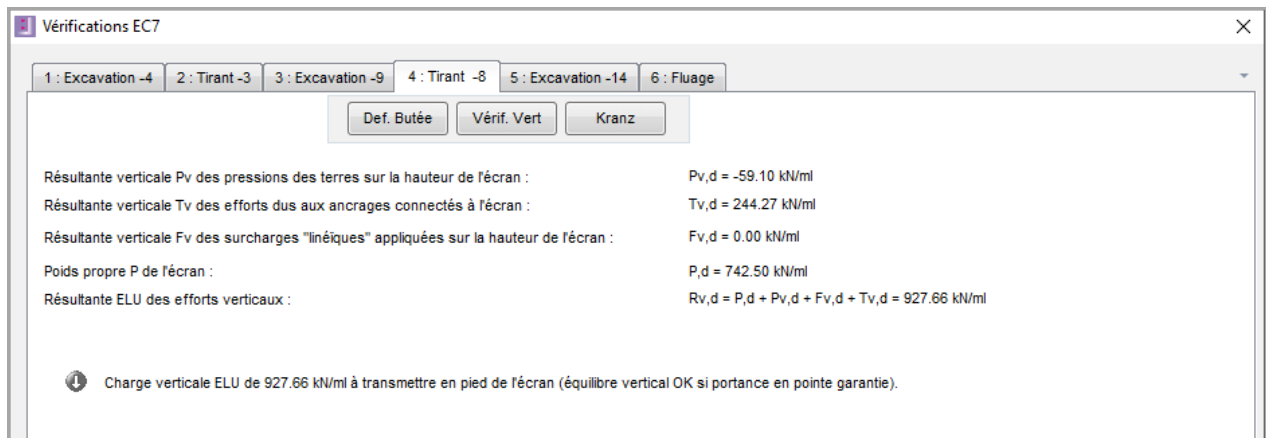 Vérifications EC7
1 : Excavation -4 2 : Tirant -3 3 : Excavation -9 4 : Tirant -8 5 : Excavation -14 6 : Fluage
Def. Butée Vérif. Vert Kranz
Résultante verticale Pv des pressions des terres sur la hauteur de l'écran : Pv,d = -59.10 kN/ml
Résultante verticale Tv des efforts dus aux ancrages connectés à l'écran : Tv,d = 244.27 kN/ml
Résultante verticale Fv des surcharges "linéïques" appliquées sur la hauteur de l'écran : Fv,d = 0.00 kN/ml
Poids propre P de l'écran : P,d = 742.50 kN/ml
Résultante ELU des efforts verticaux : Rv,d = P,d + Pv,d + Fv,d + Tv,d = 927.66 kN/ml
Charge verticale ELU de 927.66 kN/ml à transmettre en pied de l'écran (équilibre vertical OK si portance en pointe garantie).